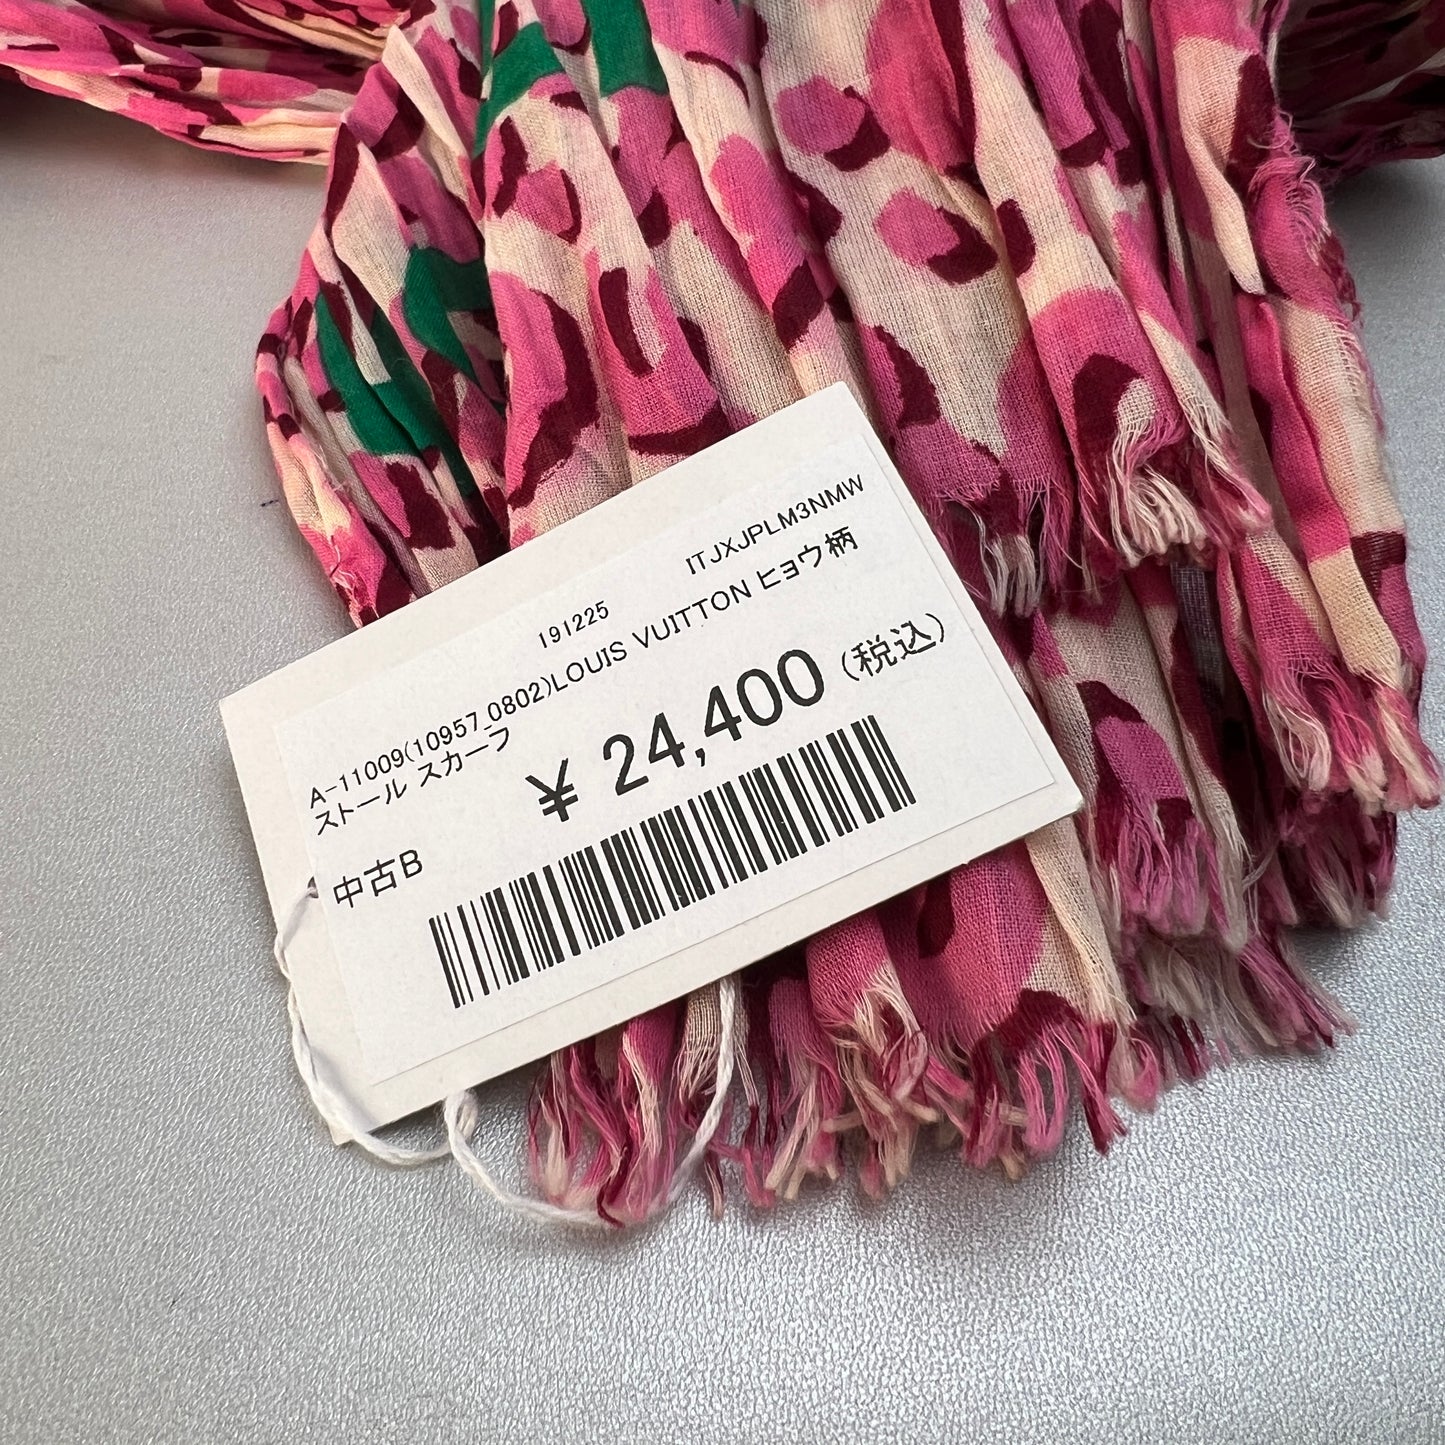 191225 ITJXJPLM3NMW
A-11009(10957_0802)LOUIS VUITTON ヒョウ柄
ストール スカーフ
¥ 24,400 (税込)
中古B